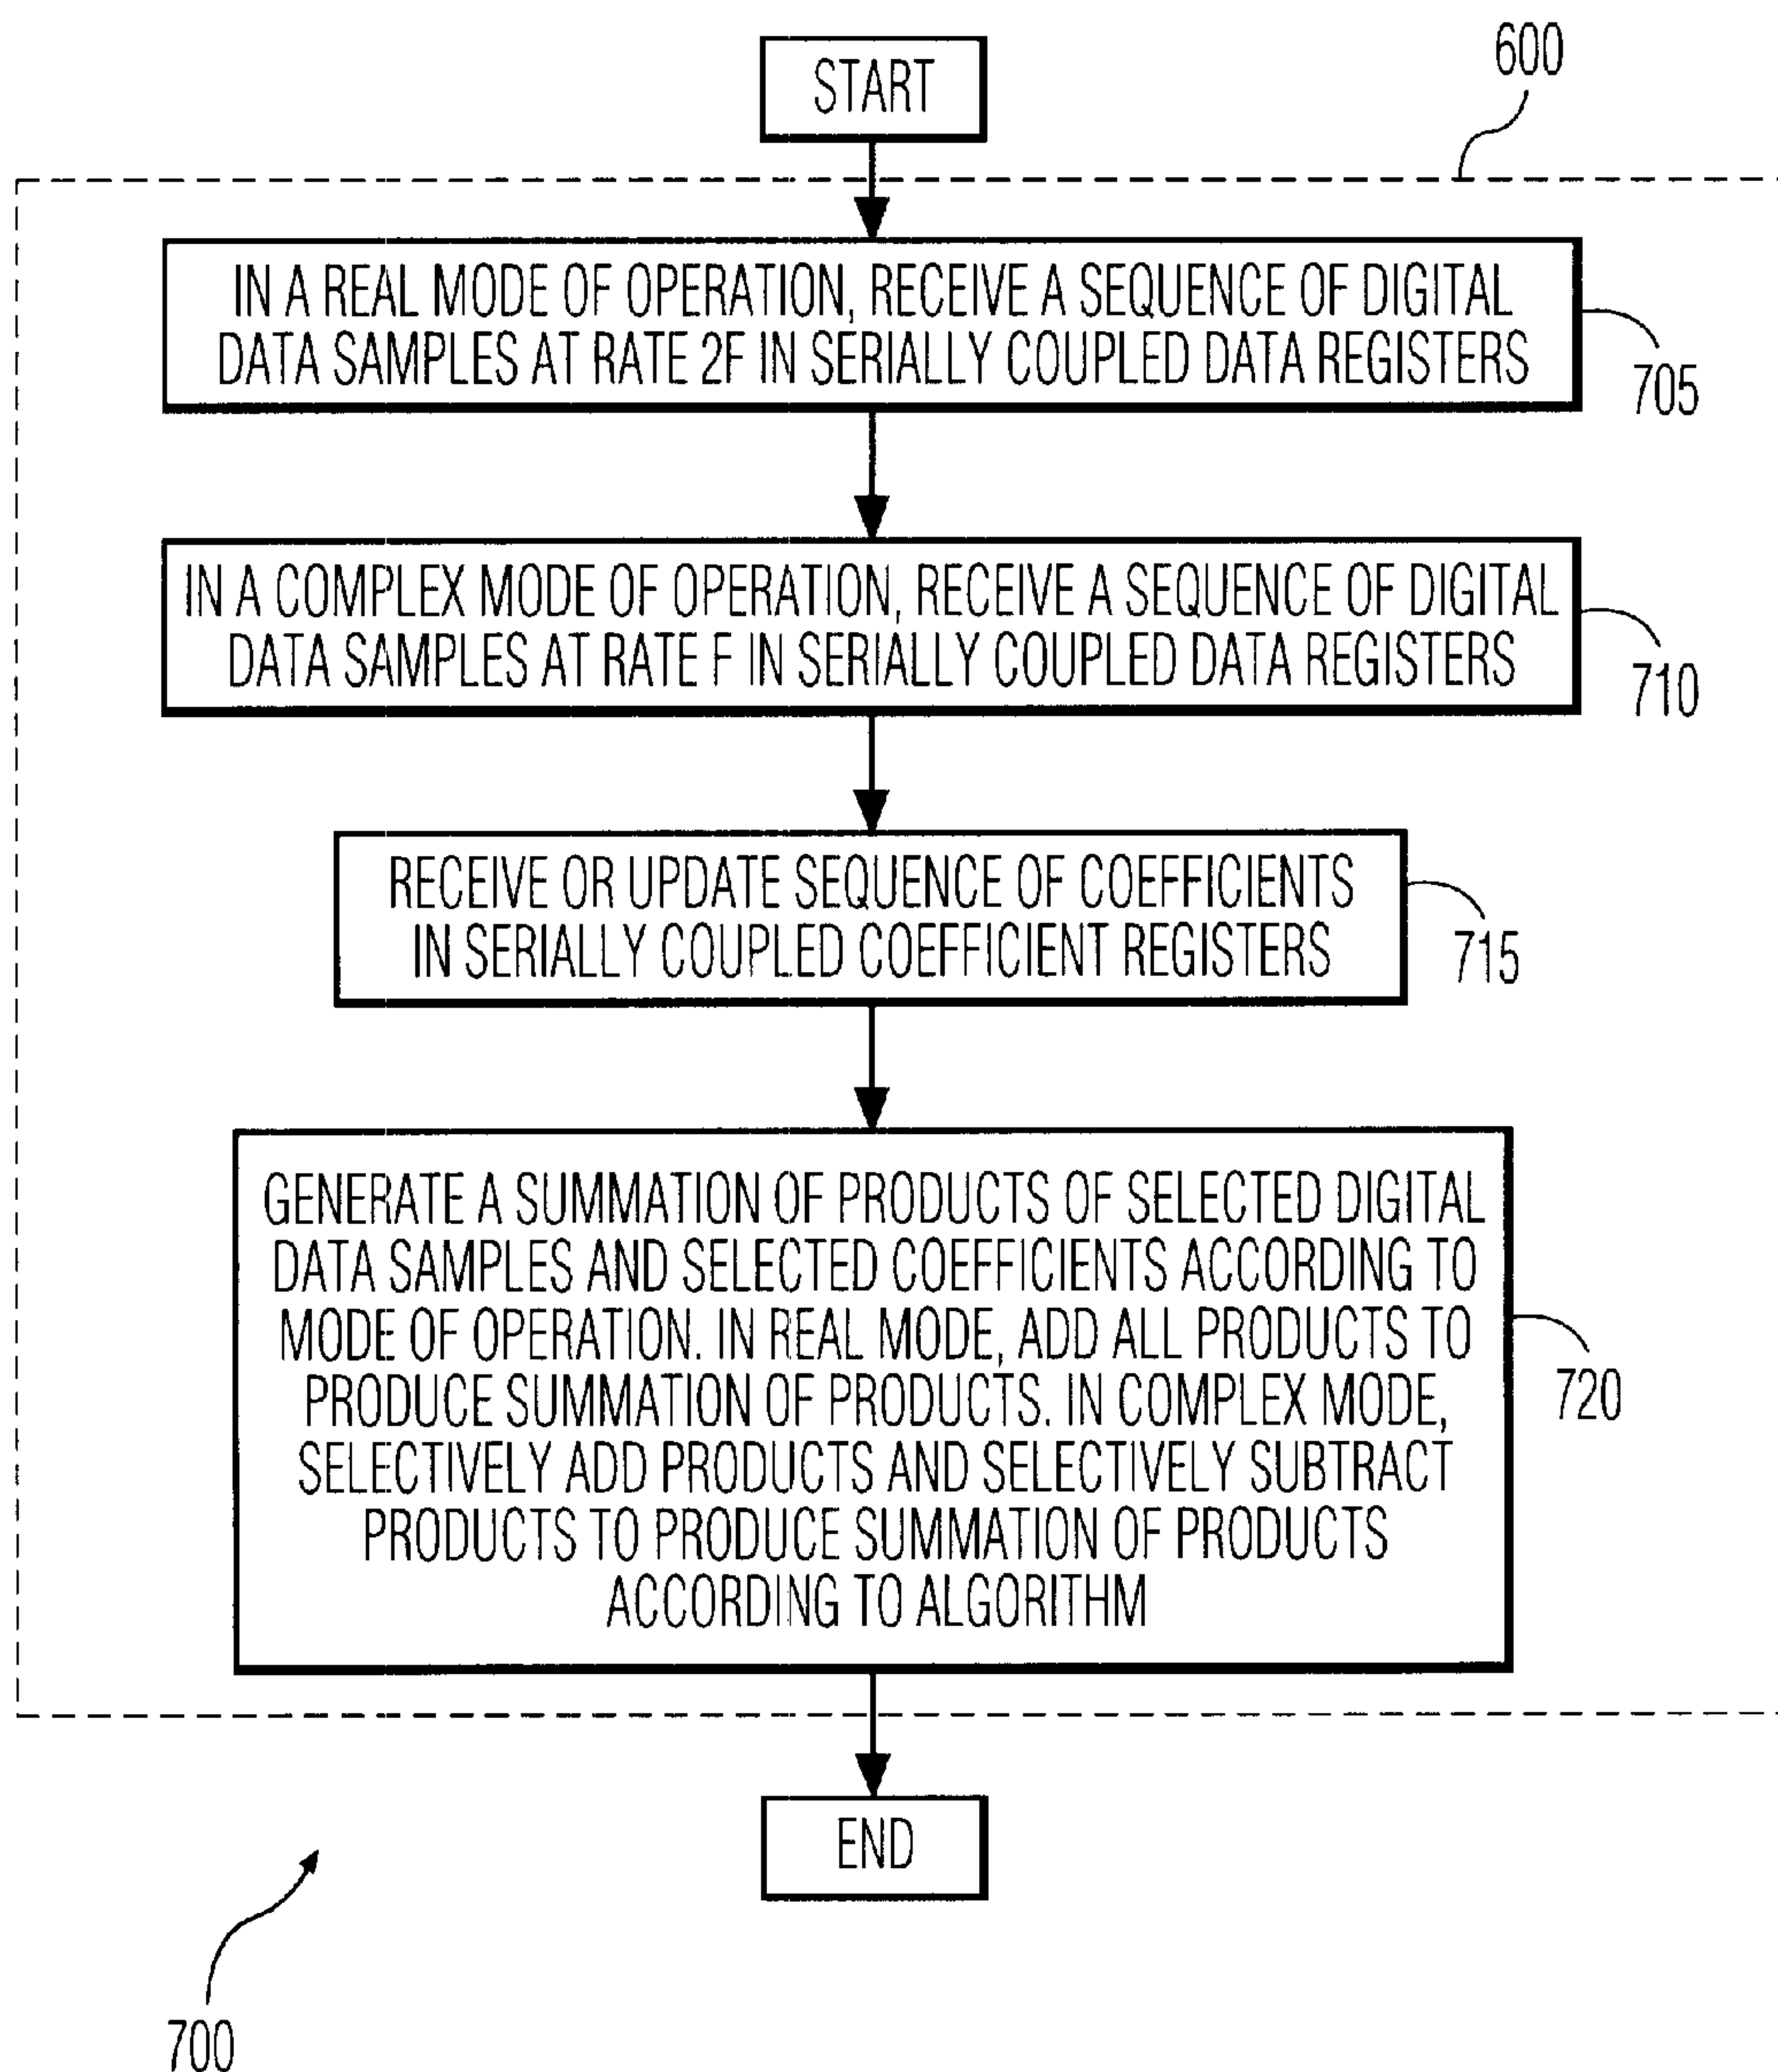 START
600
IN A REAL MODE OF OPERATION, RECEIVE A SEQUENCE OF DIGITAL
DATA SAMPLES AT RATE 2F IN SERIALLY COUPLED DATA REGISTERS
705
IN A COMPLEX MODE OF OPERATION, RECEIVE A SEQUENCE OF DIGITAL
DATA SAMPLES AT RATE F IN SERIALLY COUPLED DATA REGISTERS
710
RECEIVE OR UPDATE SEQUENCE OF COEFFICIENTS
IN SERIALLY COUPLED COEFFICIENT REGISTERS
715
GENERATE A SUMMATION OF PRODUCTS OF SELECTED DIGITAL
DATA SAMPLES AND SELECTED COEFFICIENTS ACCORDING TO
MODE OF OPERATION. IN REAL MODE, ADD ALL PRODUCTS TO
PRODUCE SUMMATION OF PRODUCTS. IN COMPLEX MODE,
SELECTIVELY ADD PRODUCTS AND SELECTIVELY SUBTRACT
PRODUCTS TO PRODUCE SUMMATION OF PRODUCTS
ACCORDING TO ALGORITHM
720
END
700